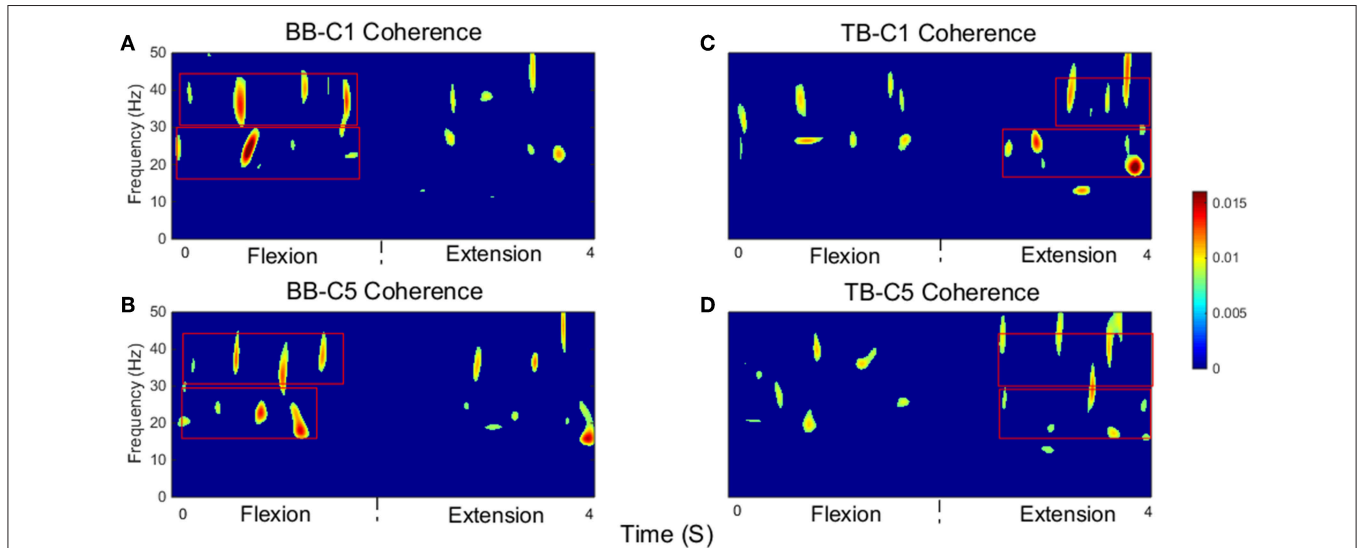 A
BB-C1 Coherence
50
40
30
20
10
0
Frequency (Hz)
0
Flexion
Extension
4
C
TB-C1 Coherence
0
Flexion
Extension
4
0.015
0.01
0.005
0
B
BB-C5 Coherence
50
40
30
20
10
0
Frequency (Hz)
0
Flexion
Extension
4
D
TB-C5 Coherence
0
Flexion
Extension
4
Time (S)